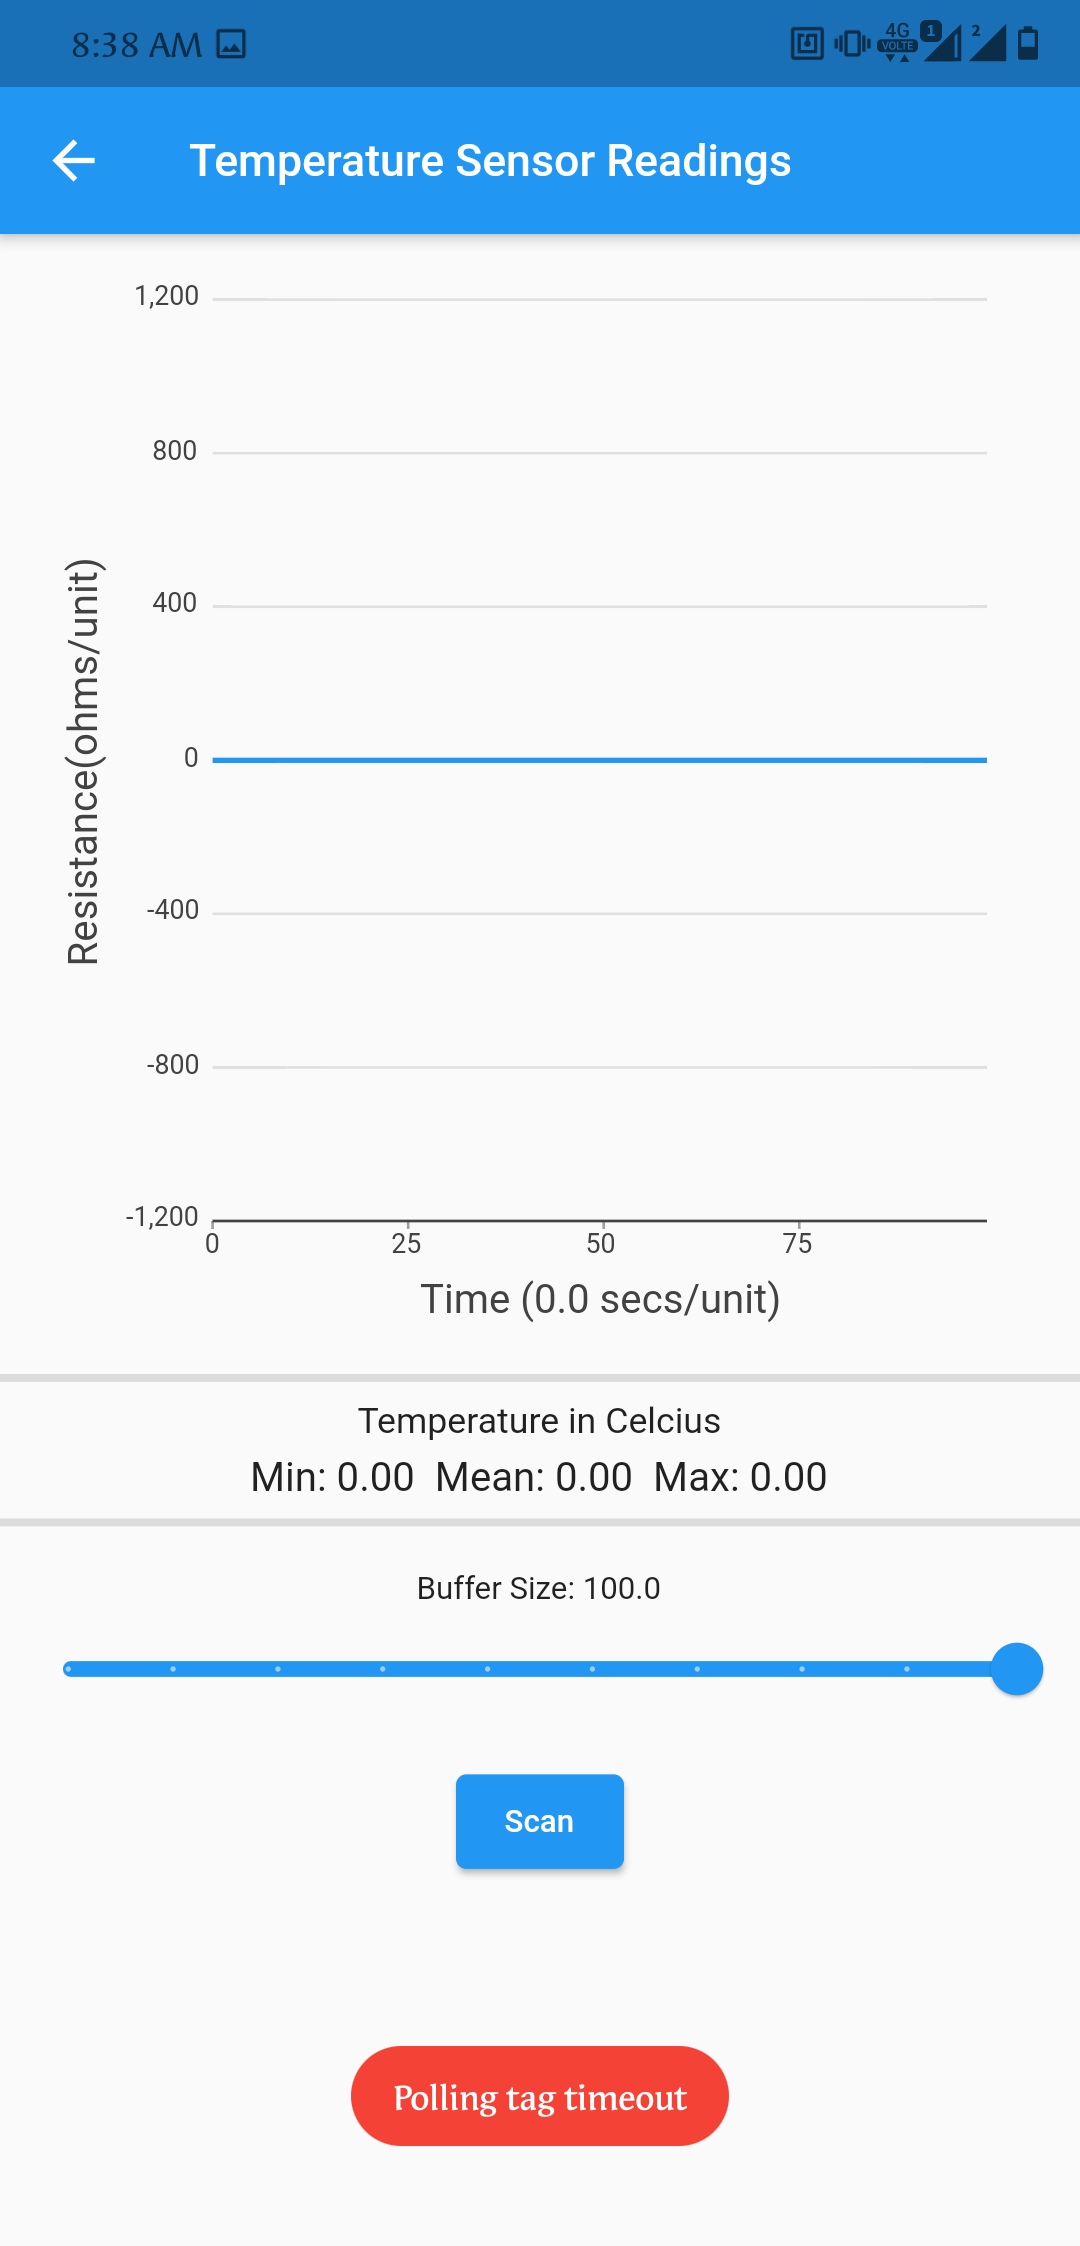 8:38 AM
4G
VOLTE
1
2
Temperature Sensor Readings
1,200
800
400
0
-400
-800
-1,200
Resistance(ohms/unit)
0 25 50 75
Time (0.0 secs/unit)
Temperature in Celcius
Min: 0.00 Mean: 0.00 Max: 0.00
Buffer Size: 100.0
Scan
Polling tag timeout